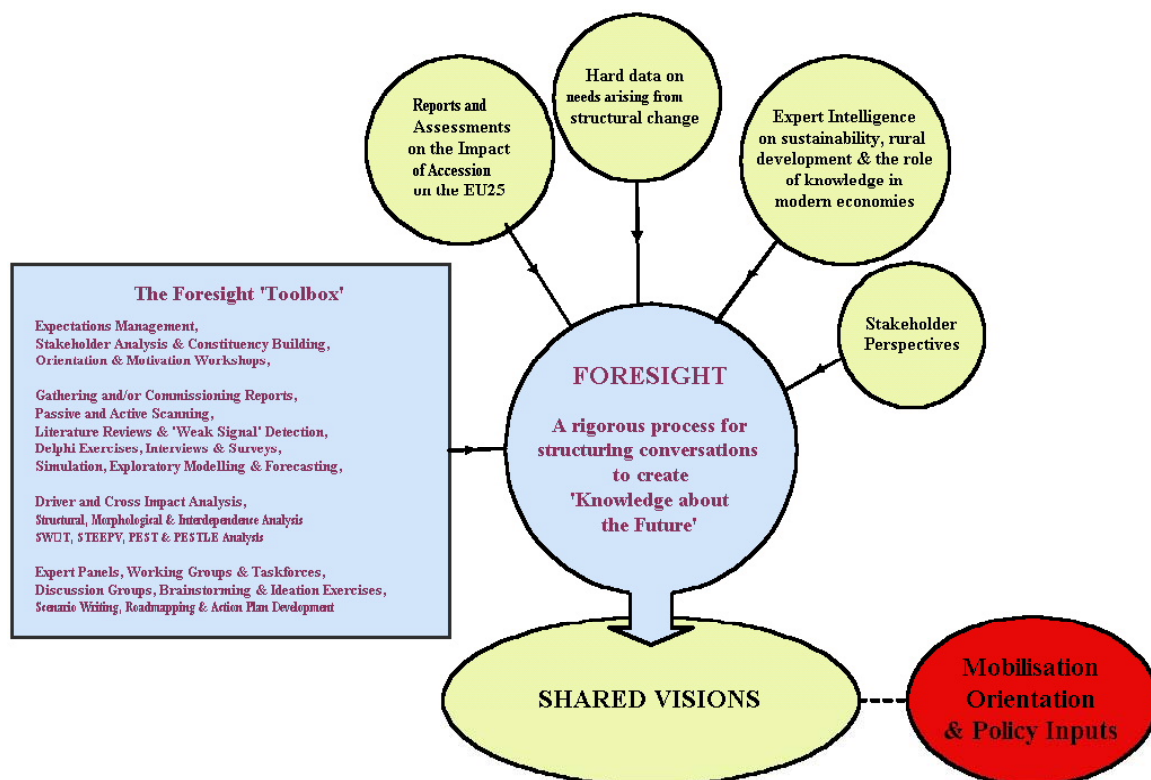 Reports and
Assessments
on the Impact
of Accession
on the EU25
Hard data on
needs arising from
structural change
Expert Intelligence
on sustainability, rural
development & the role
of knowledge in
modern economies
Stakeholder
Perspectives
The Foresight 'Toolbox'
Expectations Management,
Stakeholder Analysis & Constituency Building,
Orientation & Motivation Workshops,
Gathering and/or Commissioning Reports,
Passive and Active Scanning,
Literature Reviews & 'Weak Signal' Detection,
Delphi Exercises, Interviews & Surveys,
Simulation, Exploratory Modelling & Forecasting,
Driver and Cross Impact Analysis,
Structural, Morphological & Interdependence Analysis
SW□T, STEEPV, PEST & PESTLE Analysis
Expert Panels, Working Groups & Taskforces,
Discussion Groups, Brainstorming & Ideation Exercises,
Scenario Writing, Roadmapping & Action Plan Development
FORESIGHT
A rigorous process for
structuring conversations
to create
'Knowledge about
the Future'
SHARED VISIONS
Mobilisation
Orientation
& Policy Inputs